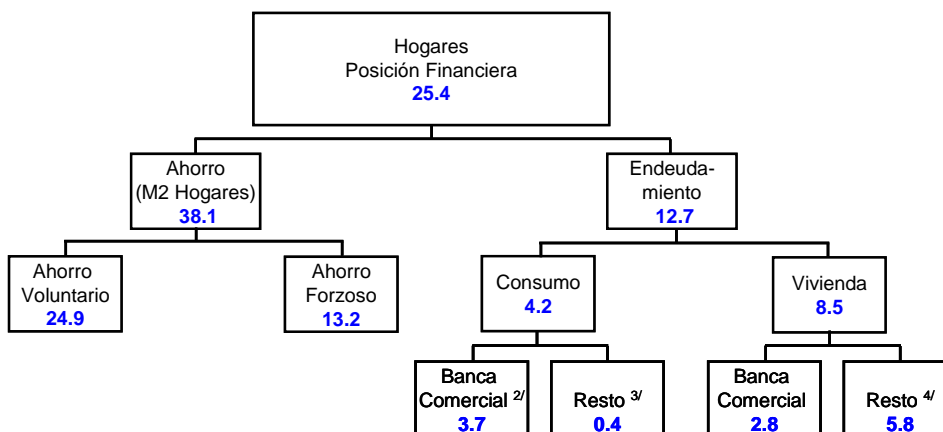 Hogares
Posición Financiera
25.4
Ahorro
(M2 Hogares)
38.1
Endeuda-
miento
12.7
Ahorro
Voluntario
24.9
Ahorro
Forzoso
13.2
Consumo
4.2
Vivienda
8.5
Banca
Comercial 2/
3.7
Resto 3/
0.4
Banca
Comercial
2.8
Resto 4/
5.8